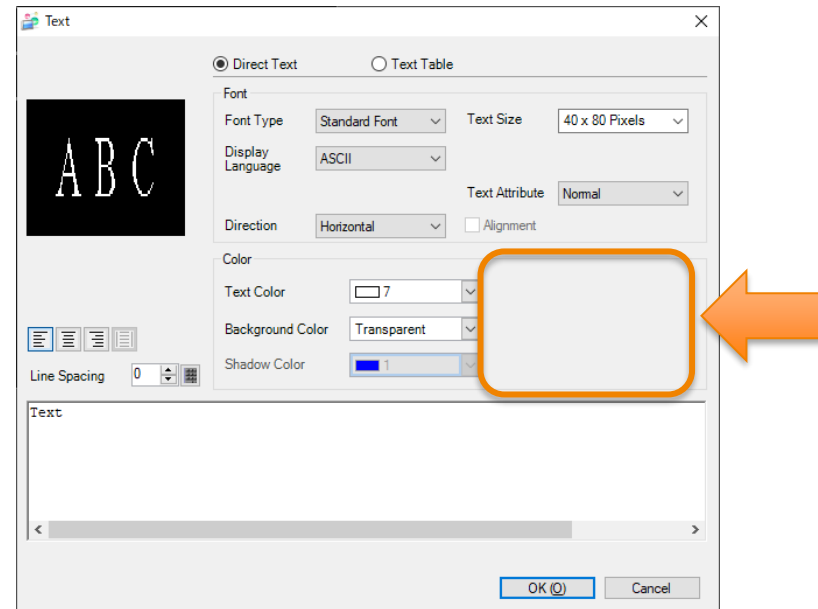 Text
Direct Text
Text Table
Font
Font Type
Standard Font
Text Size
40 x 80 Pixels
Display
Language
ASCII
ABC
Text Attribute
Normal
Direction
Horizontal
Alignment
Color
Text Color
7
Background Color
Transparent
Shadow Color
1
Line Spacing
0
Text
OK (O)
Cancel